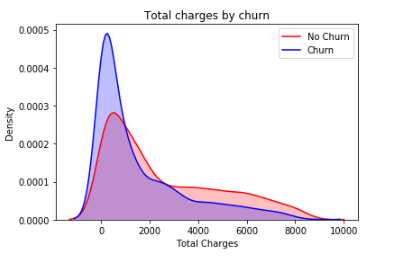 Total charges by churn
No Churn
Churn
Density
0.0005
0.0004
0.0003
0.0002
0.0001
0.0000
0 2000 4000 6000 8000 10000
Total Charges